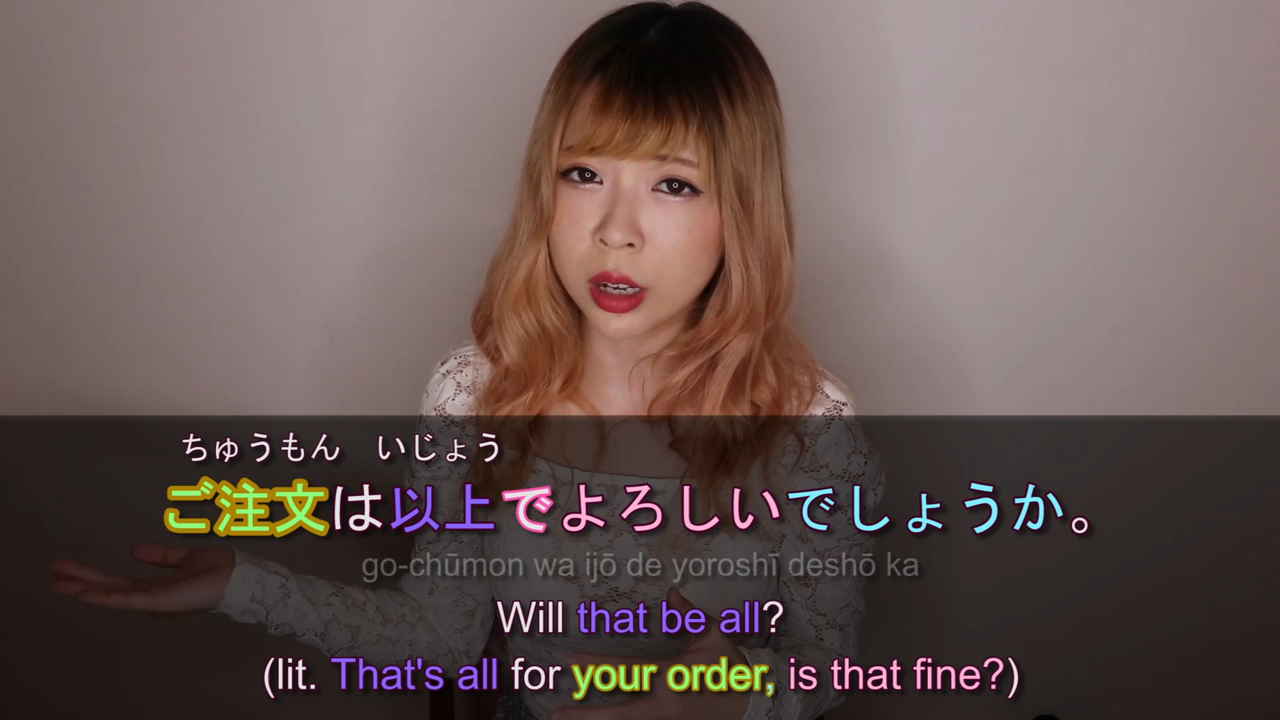 ちゅうもん　いじょう
ご注文は以上でよろしいでしょうか。
go-chūmon wa ijō de yoroshī deshō ka
Will that be all?
(lit. That's all for your order, is that fine?)